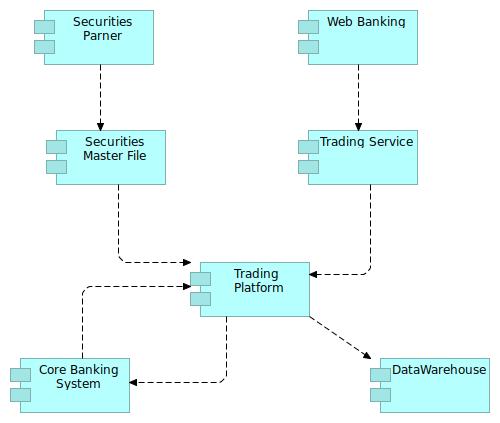 Securities
Parner
Web Banking
Securities
Master File
Trading Service
Trading
Platform
Core Banking
System
DataWarehouse